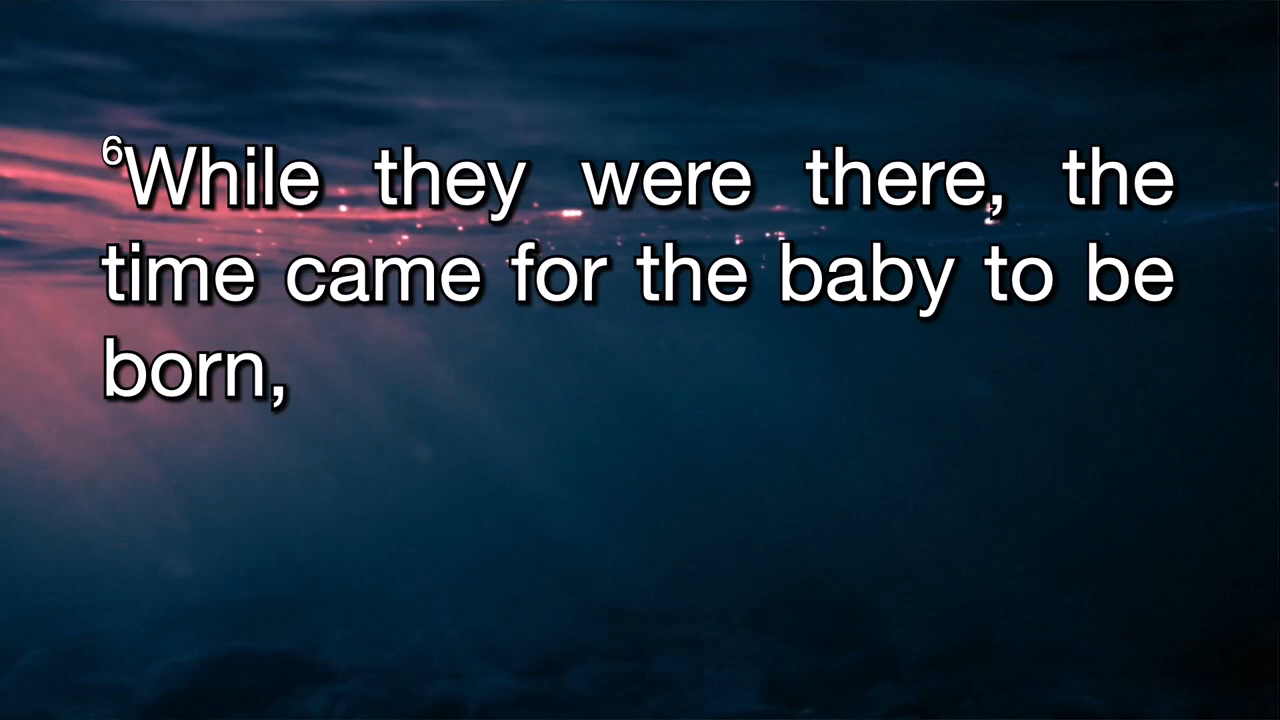 ⁶While they were there, the
time came for the baby to be
born,